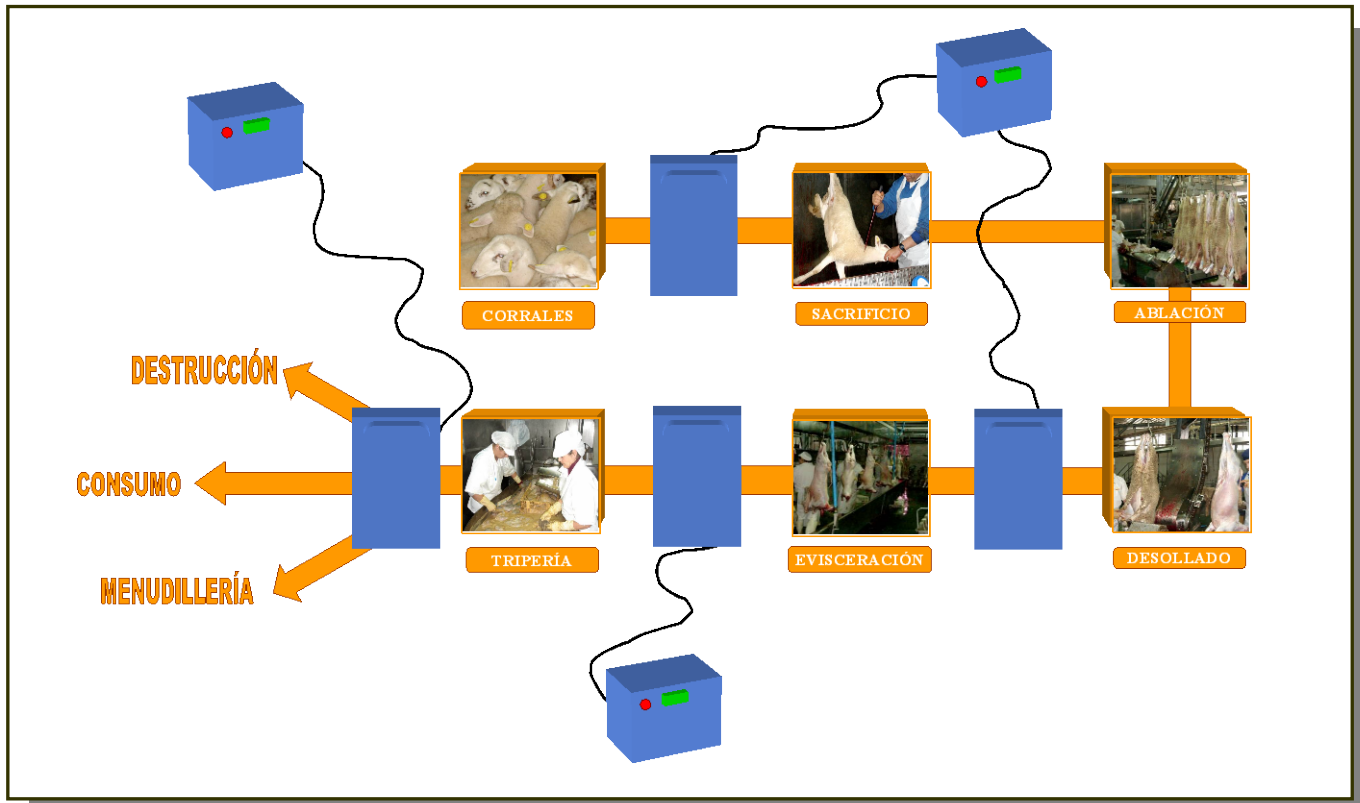 CORRALES
SACRIFICIO
ABLACIÓN
DESTRUCCIÓN
CONSUMO
MENUDILLERÍA
TRIPERÍA
EVISCERACIÓN
DESOLLADO